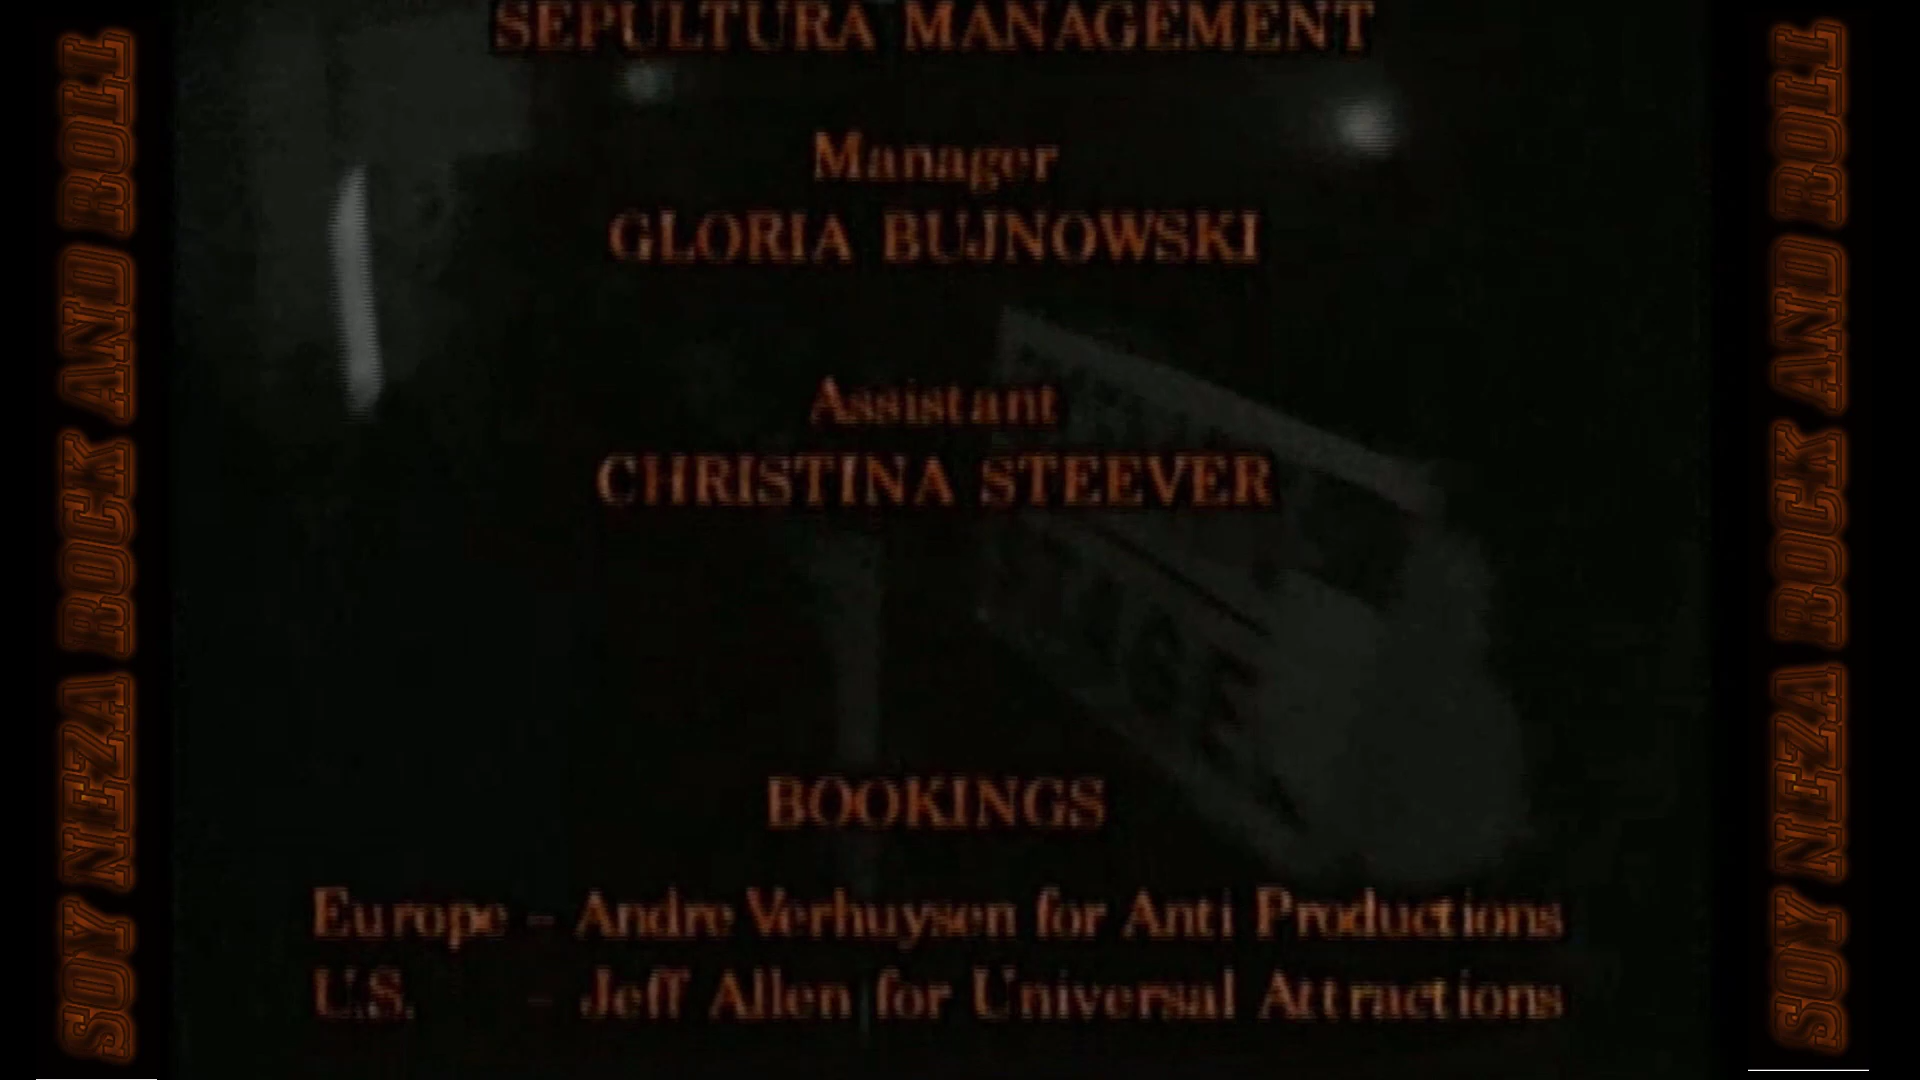 SEPULTURA MANAGEMENT
Manager
GLORIA BUJNOWSKI
Assistant
CHRISTINA STEEVER
BOOKINGS
Europe - Andre Verhuysen for Anti Productions
U.S. - Jeff Allen for Universal Attractions
SOY NEZA ROCK AND ROLL
SOY NEZA ROCK AND ROLL